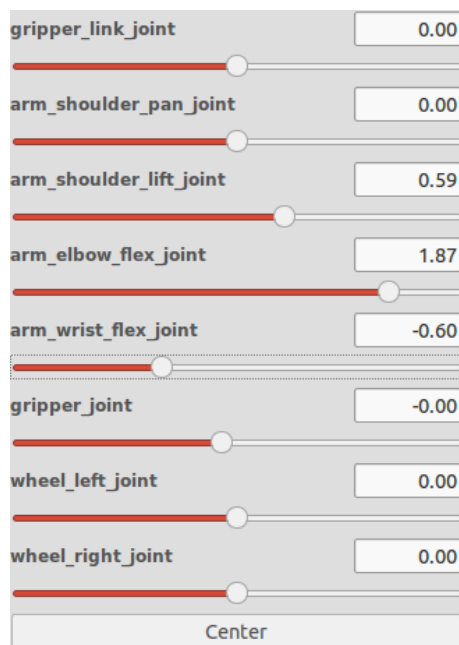 gripper_link_joint 0.00
arm_shoulder_pan_joint 0.00
arm_shoulder_lift_joint 0.59
arm_elbow_flex_joint 1.87
arm_wrist_flex_joint -0.60
gripper_joint -0.00
wheel_left_joint 0.00
wheel_right_joint 0.00
Center